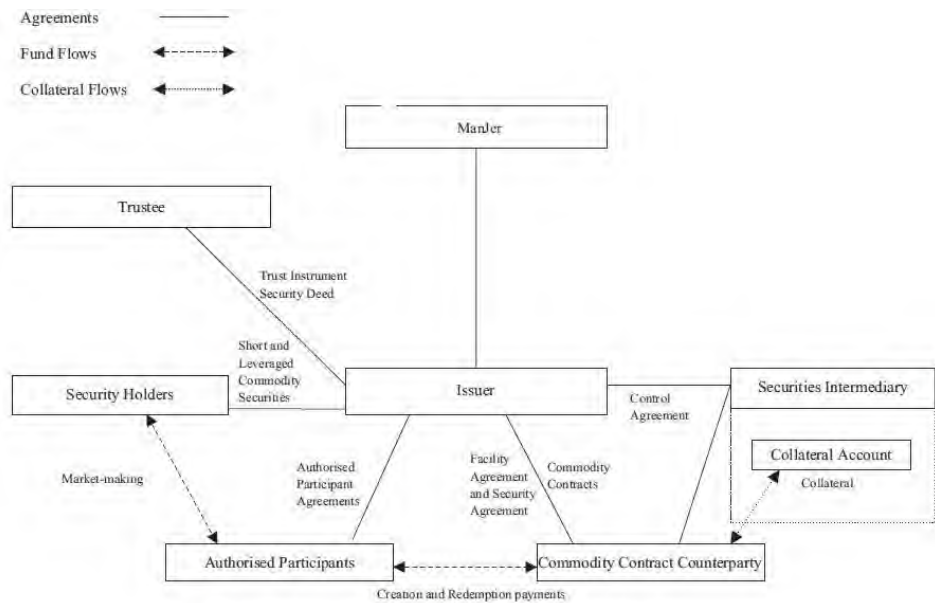 Agreements
Fund Flows
Collateral Flows
ManJer
Trustee
Trust Instrument
Security Deed
Short and
Leveraged
Commodity
Securities
Security Holders
Issuer
Securities Intermediary
Control
Agreement
Collateral Account
Collateral
Market-making
Authorised
Participant
Agreements
Facility
Agreement
and Security
Agreement
Commodity
Contracts
Authorised Participants
Commodity Contract Counterparty
Creation and Redemption payments